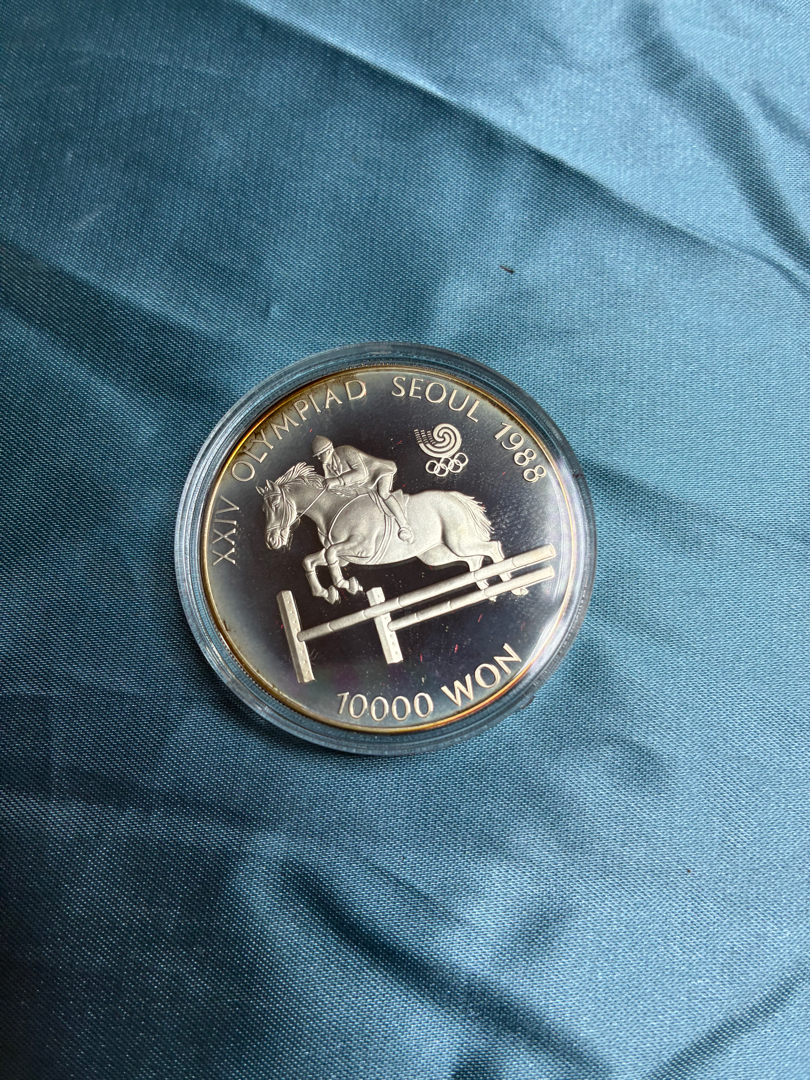 XXIV OLYMPIAD SEOUL 1988
10000 WON